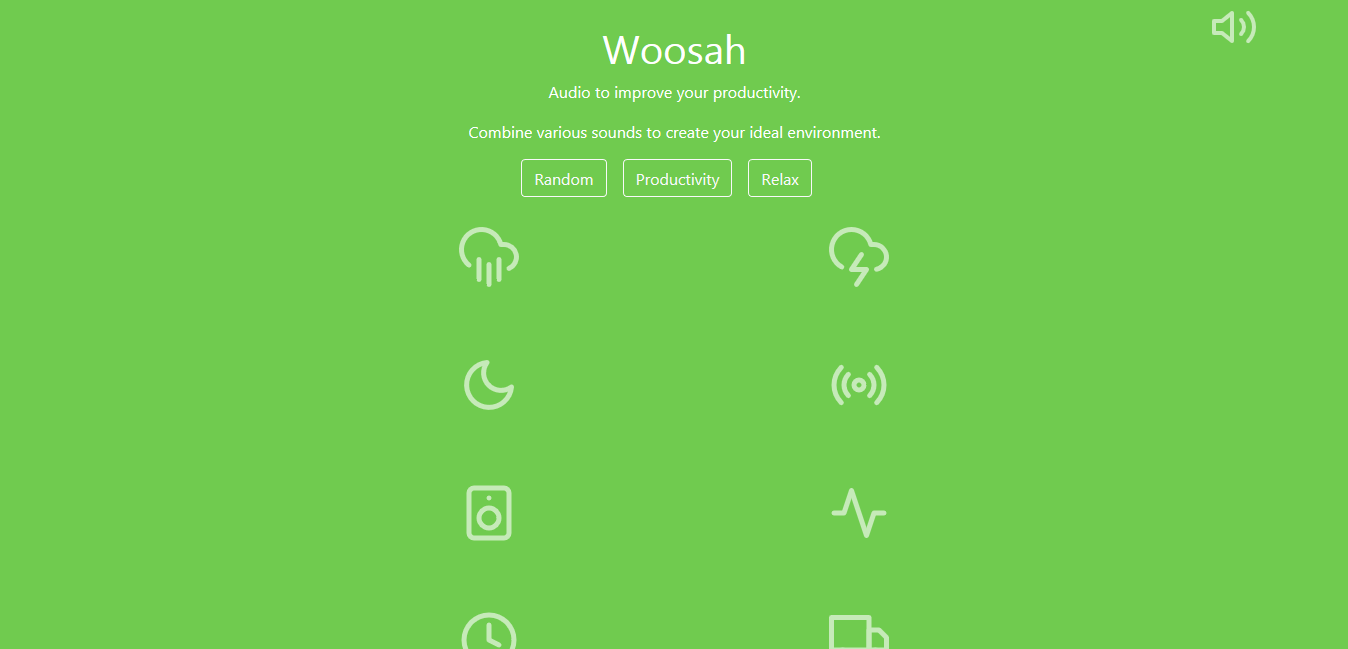 Woosah
Audio to improve your productivity.
Combine various sounds to create your ideal environment.
Random Productivity Relax